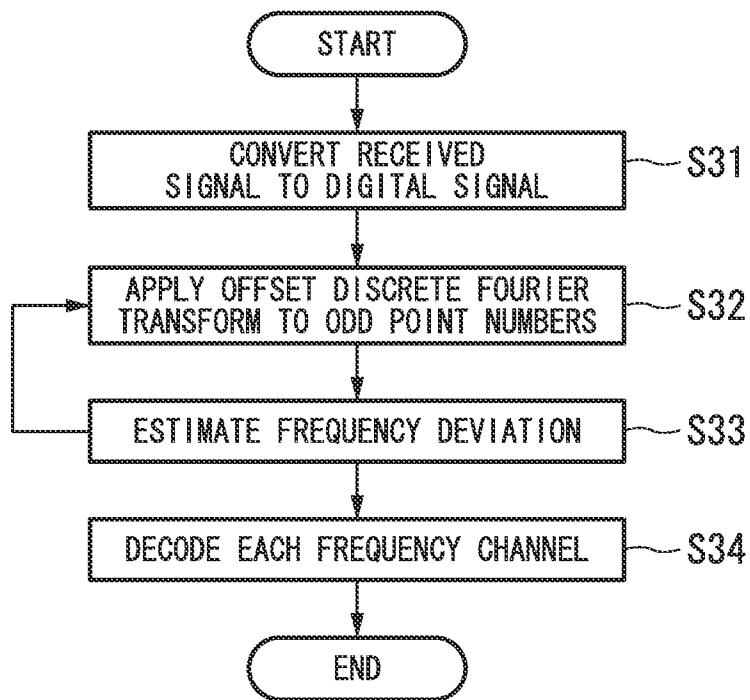 START
CONVERT RECEIVED
SIGNAL TO DIGITAL SIGNAL
S31
APPLY OFFSET DISCRETE FOURIER
TRANSFORM TO ODD POINT NUMBERS
S32
ESTIMATE FREQUENCY DEVIATION
S33
DECODE EACH FREQUENCY CHANNEL
S34
END